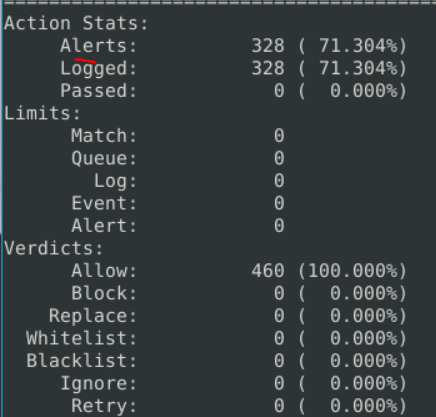 Action Stats:
Alerts: 328 ( 71.304%)
Logged: 328 ( 71.304%)
Passed: 0 ( 0.000%)
Limits:
Match: 0
Queue: 0
Log: 0
Event: 0
Alert: 0
Verdicts:
Allow: 460 (100.000%)
Block: 0 ( 0.000%)
Replace: 0 ( 0.000%)
Whitelist: 0 ( 0.000%)
Blacklist: 0 ( 0.000%)
Ignore: 0 ( 0.000%)
Retry: 0 ( 0.000%)